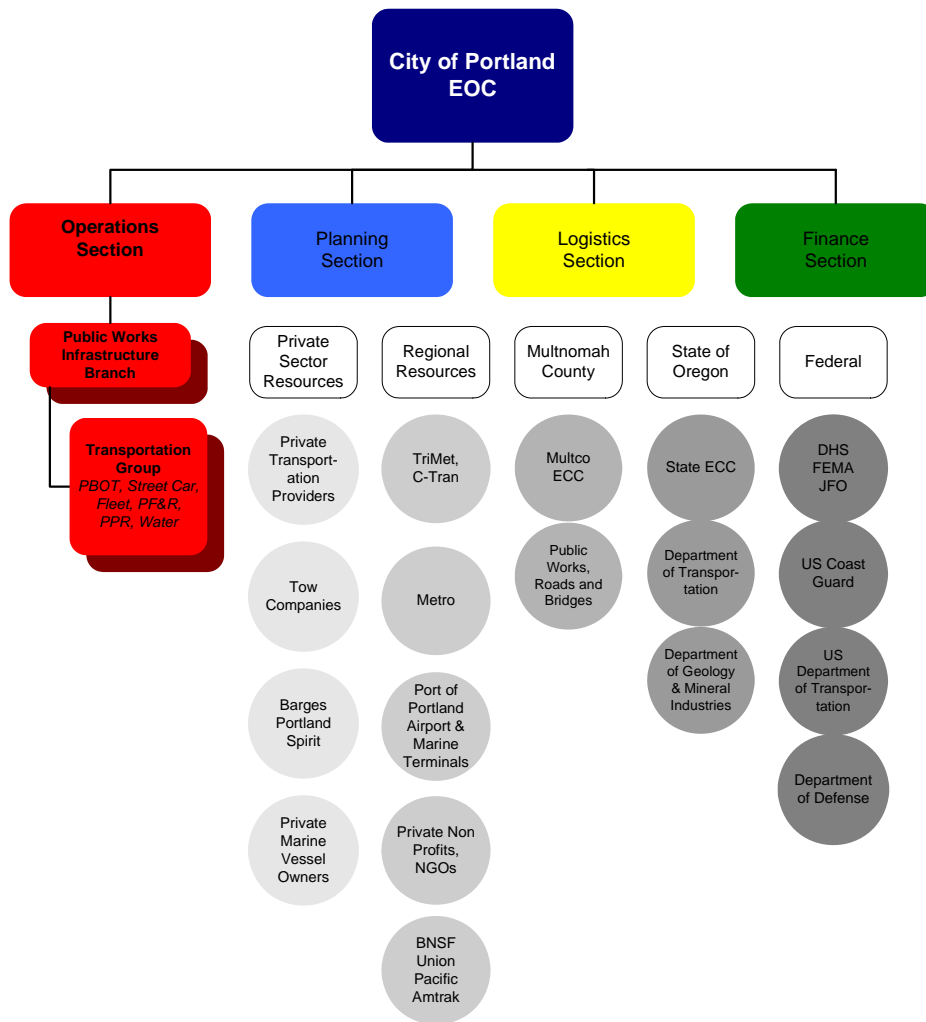 City of Portland
EOC
Operations
Section
Planning
Section
Logistics
Section
Finance
Section
Public Works
Infrastructure
Branch
Transportation
Group
PBOT, Street Car,
Fleet, PF&R,
PPR, Water
Private
Sector
Resources
Regional
Resources
Multnomah
County
State of
Oregon
Federal
Private
Transport-
ation
Providers
Tow
Companies
Barges
Portland
Spirit
Private
Marine
Vessel
Owners
TriMet,
C-Tran
Metro
Port of
Portland
Airport &
Marine
Terminals
Private Non
Profits,
NGOs
BNSF
Union
Pacific
Amtrak
Multco
ECC
Public
Works,
Roads and
Bridges
State ECC
Department
of Transpor-
tation
Department
of Geology
& Mineral
Industries
DHS
FEMA
JFO
US Coast
Guard
US
Department
of Transpor-
tation
Department
of Defense